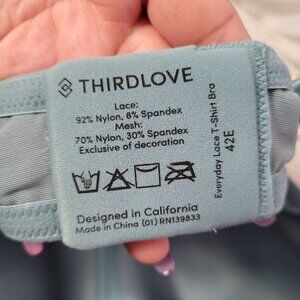 THIRDLOVE
Lace:
92% Nylon, 8% Spandex
Mesh:
70% Nylon, 30% Spandex
Exclusive of decoration
Designed in California
Made in China (01) RN139833
Everyday Lace T-Shirt Bra
42E